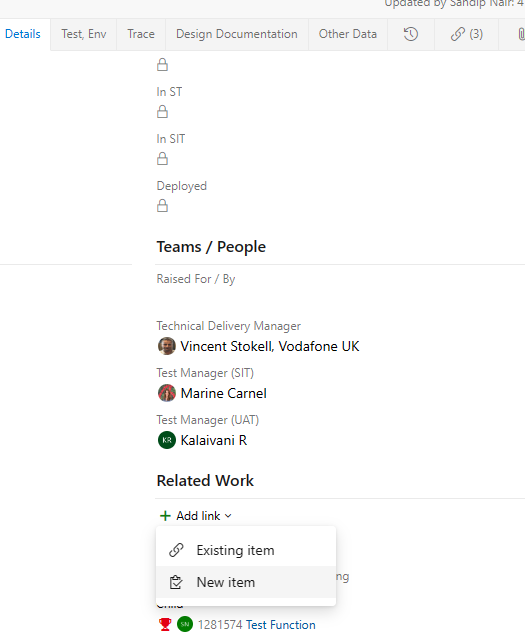 Updated by Sandip Nair: 4
Details
Test, Env
Trace
Design Documentation
Other Data
(3)
In ST
In SIT
Deployed
Teams / People
Raised For / By
Technical Delivery Manager
Vincent Stokell, Vodafone UK
Test Manager (SIT)
Marine Carnel
Test Manager (UAT)
KR Kalaivani R
Related Work
+ Add link
Existing item
New item
ng
Child
SN 1281574 Test Function